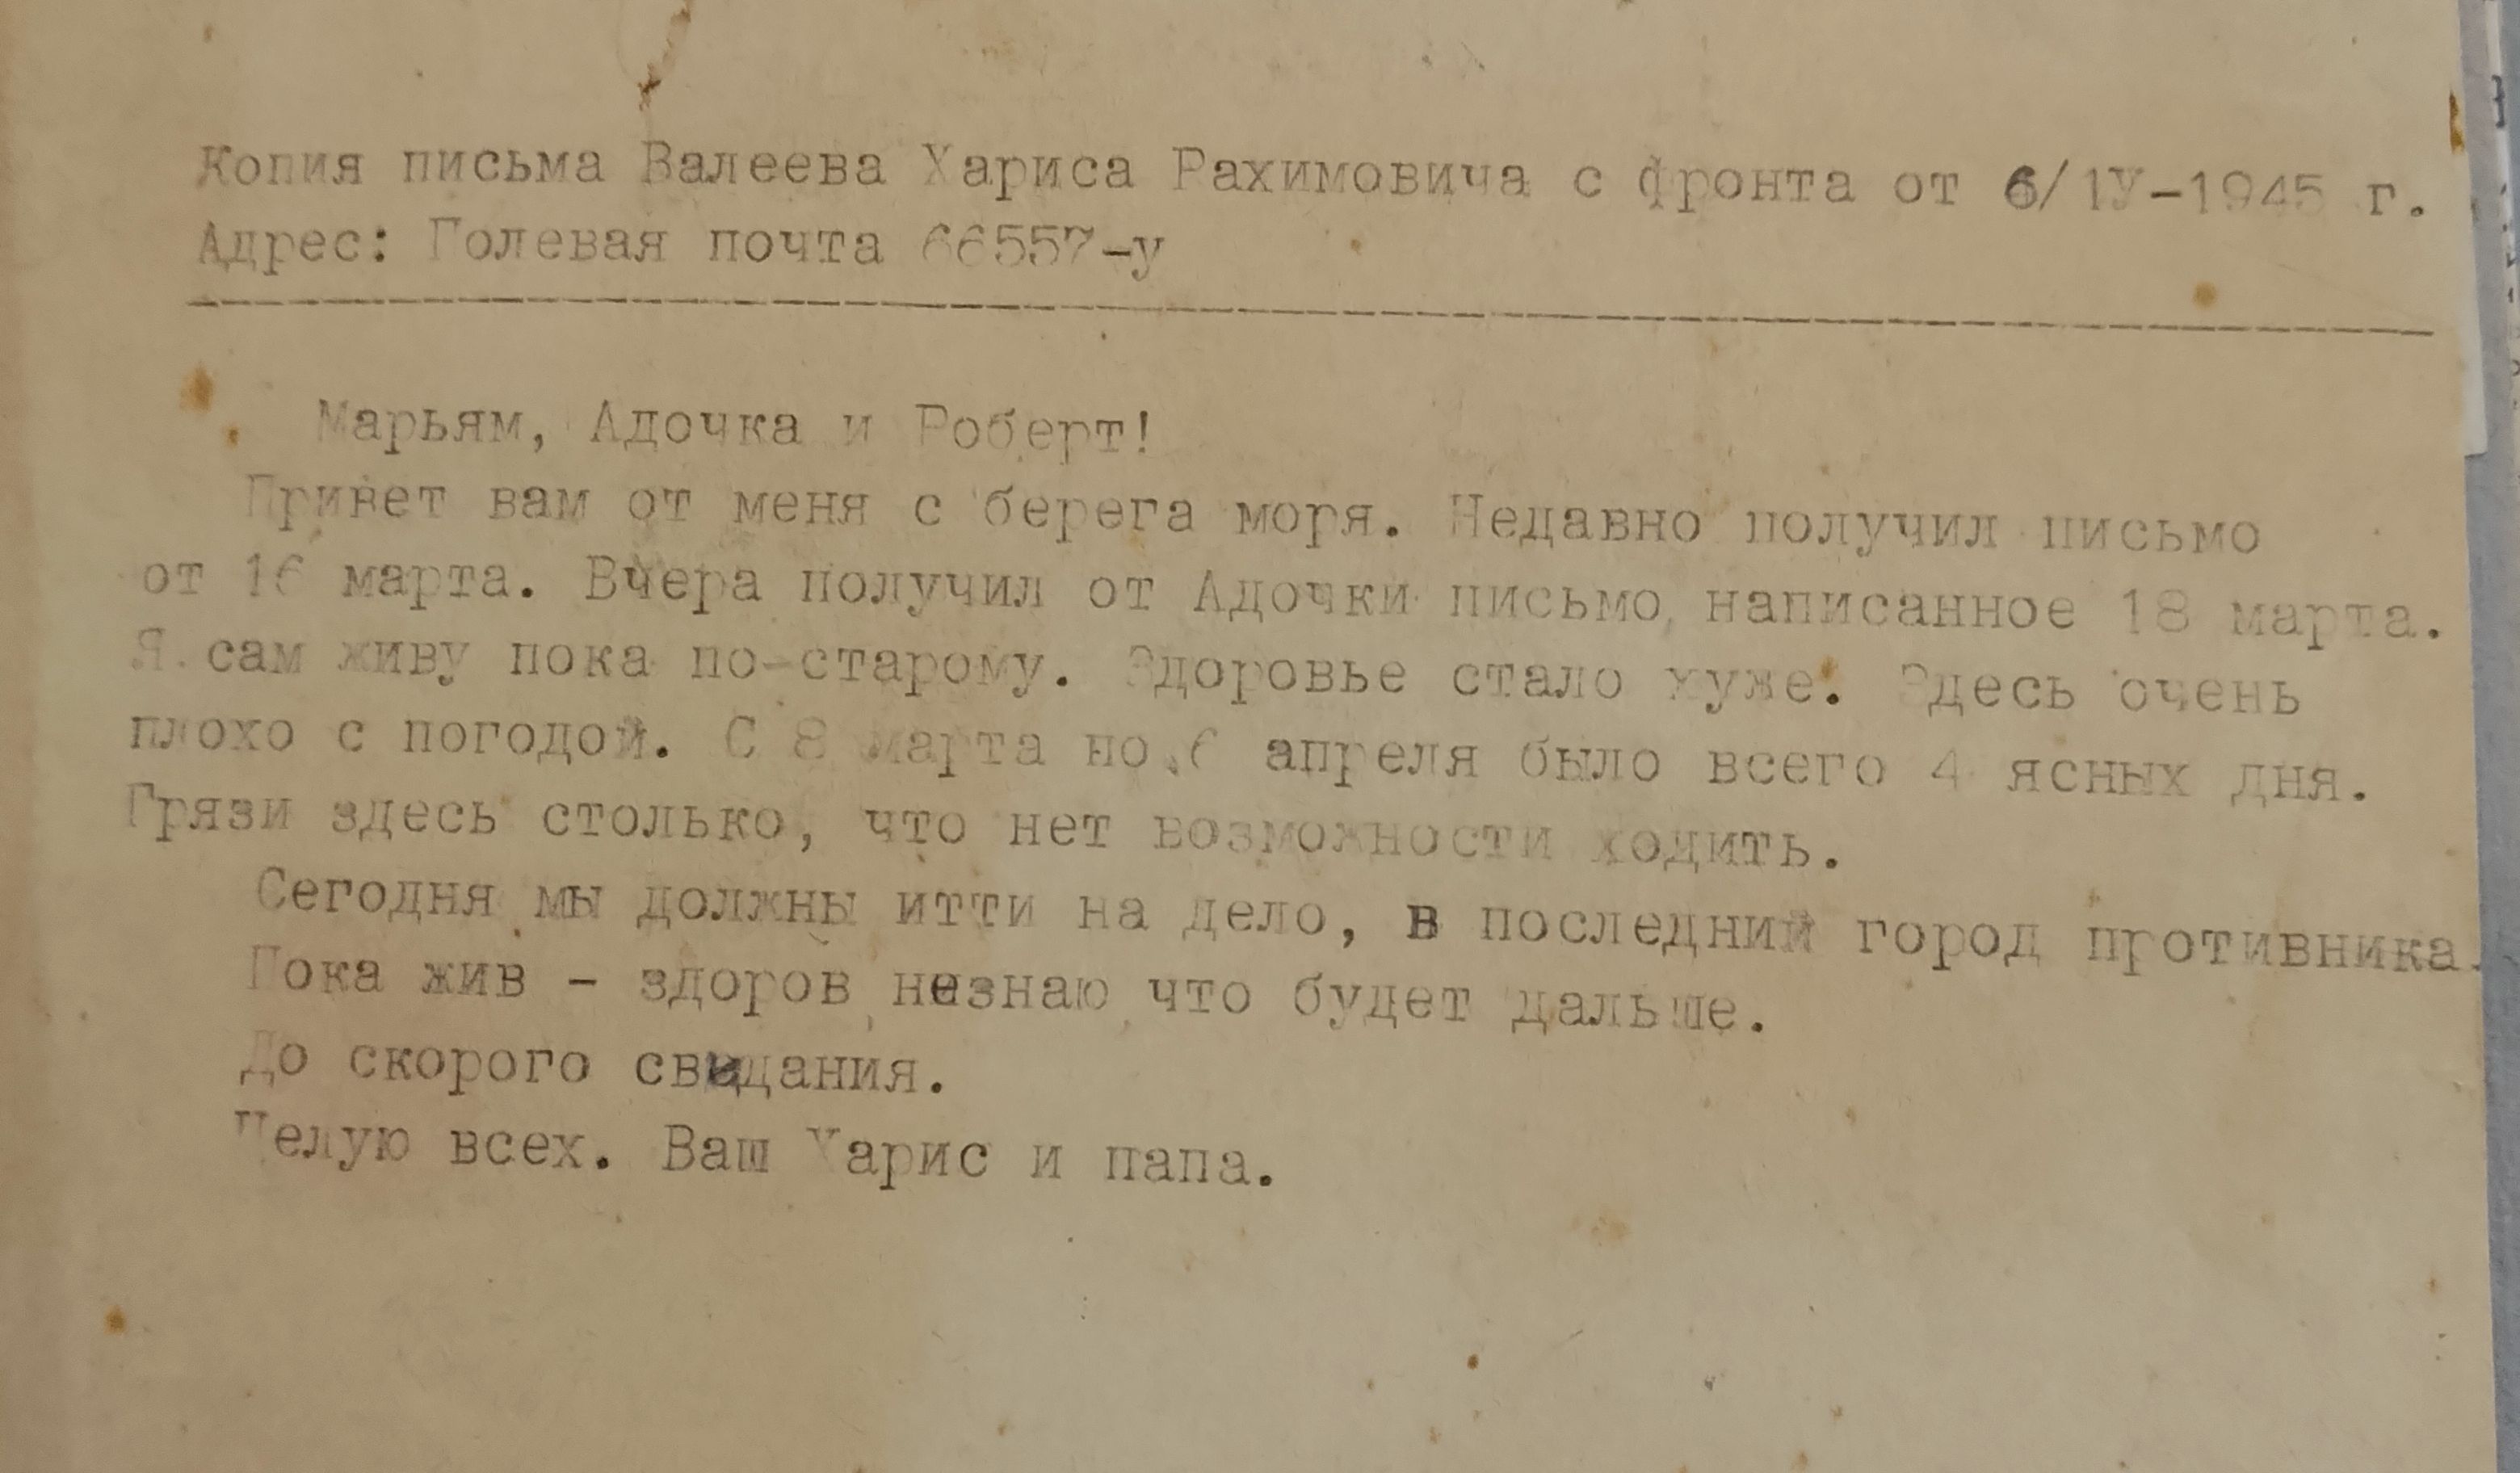 Копия письма Валеева Хариса Рахимовича с фронта от 6/1У-1945 г.
Адрес: Полевая почта 66557-у
Марьям, Адочка и Роберт!
Привет вам от меня с берега моря. Недавно получил письмо
от 16 марта. Вчера получил от Адочки письмо, написанное 18 марта.
Я сам живу пока по-старому. Здоровье стало хуже. Здесь очень
плохо с погодой. С 8 марта по 6 апреля было всего 4 ясных дня.
Грязи здесь столько, что нет возможности ходить.
Сегодня мы должны итти на дело, в последний город противника.
Пока жив - здоров, незнаю, что будет дальше.
До скорого свидания.
Целую всех. Ваш Харис и папа.